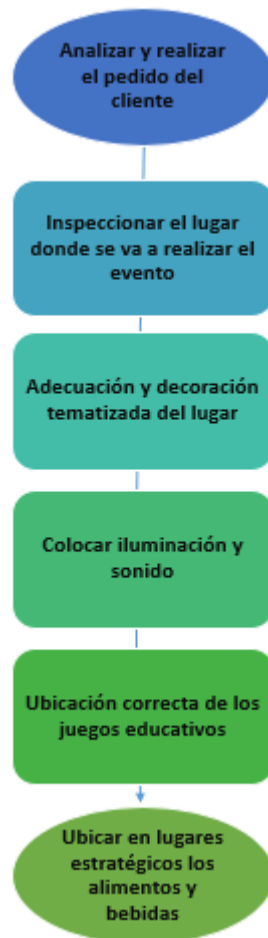 Analizar y realizar
el pedido del
cliente
Inspeccionar el lugar
donde se va a realizar el
evento
Adecuación y decoración
tematizada del lugar
Colocar iluminación y
sonido
Ubicación correcta de los
juegos educativos
Ubicar en lugares
estratégicos los
alimentos y
bebidas